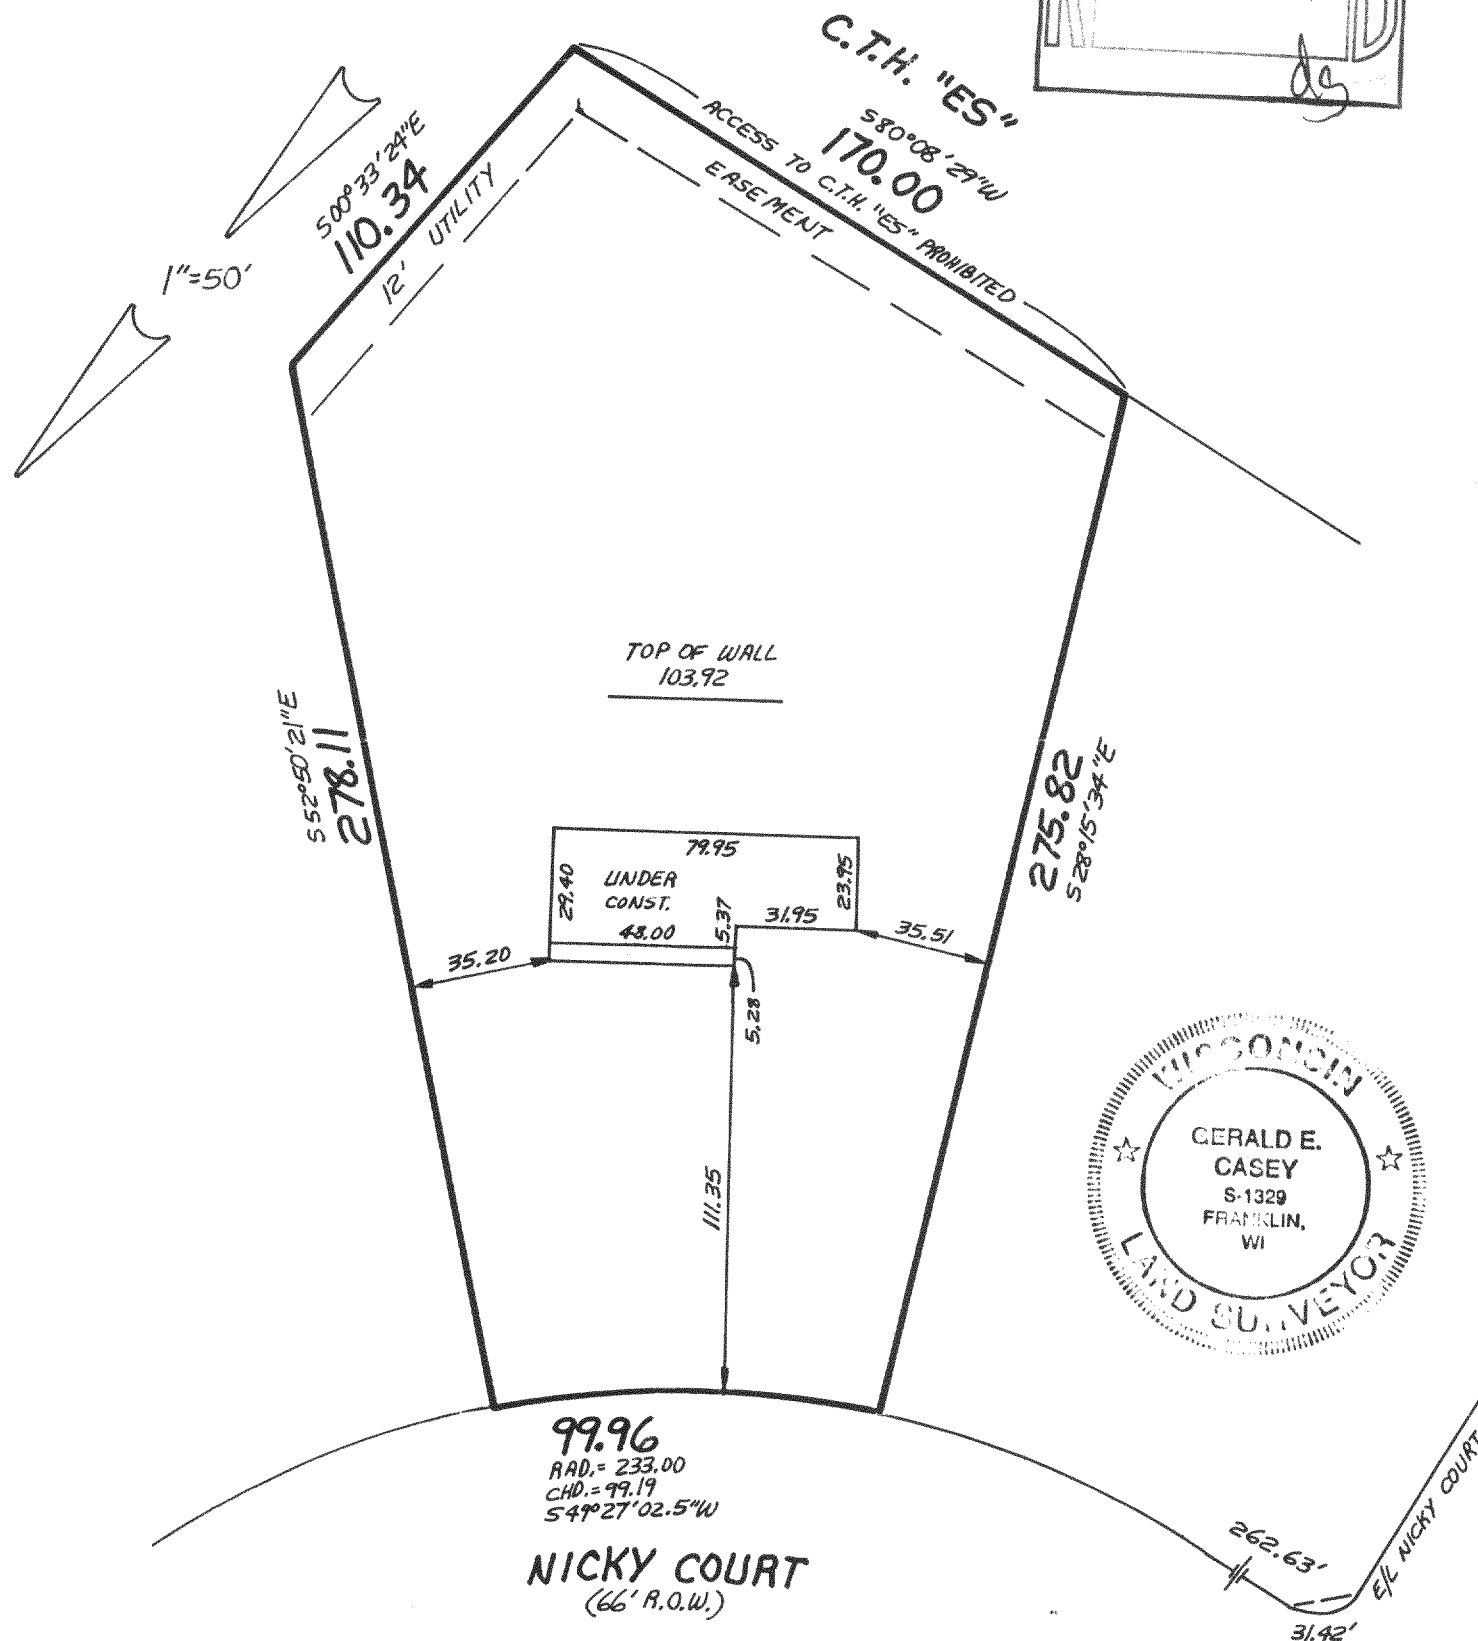 ds
C.T.H. "ES"
S80°08'29"W
170.00
ACCESS TO C.T.H. "ES" PROHIBITED
EASEMENT
S00°33'24"E
110.34
12' UTILITY
1"=50'
TOP OF WALL
103.92
S52°50'21"E
278.11
275.82
S28°15'34"E
79.95
29.40
UNDER
CONST.
48.00
5.37
31.95
23.95
35.20
35.51
5.28
111.35
WISCONSIN
GERALD E.
CASEY
S-1329
FRANKLIN,
WI
LAND SURVEYOR
99.96
RAD.= 233.00
CHD.= 99.19
S49°27'02.5"W
NICKY COURT
(66' R.O.W.)
262.63'
E/L NICKY COURT
31.42'